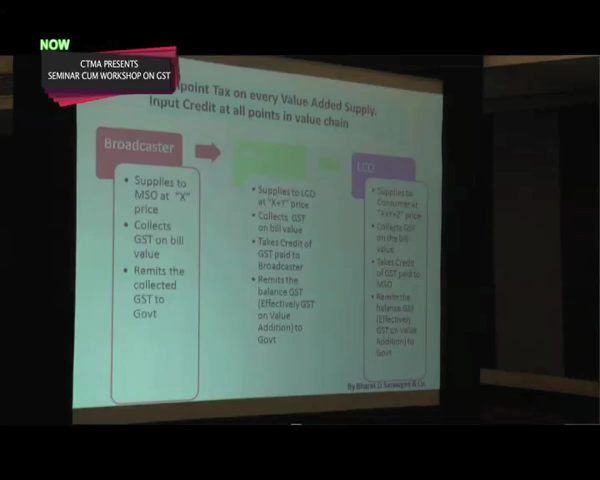 NOW
CTMA PRESENTS
SEMINAR CUM WORKSHOP ON GST
point Tax on every Value Added Supply.
Input Credit at all points in value chain
Broadcaster
• Supplies to
MSO at "X"
price
• Collects
GST on bill
value
• Remits the
collected
GST to
Govt
• Supplies to LCO
at "X+Y" price
• Collects GST
on bill value
• Takes Credit of
GST paid to
Broadcaster
• Remits the
balance GST
(Effectively GST
on Value
Addition) to
Govt
LCO
• Supplies to
Consumer at
"X+Y+Z" price
• Collects GST
on the Bill
value
• Takes Credit
of GST paid to
MSO
• Remits the
balance GST
(Effectively
GST on Value
Addition) to
Govt
By Bharat D & Co.